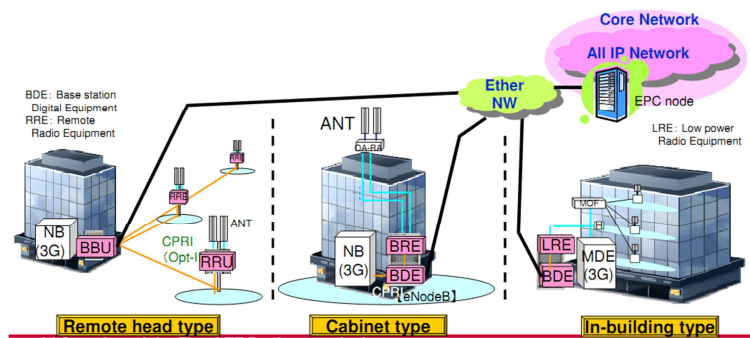 Core Network
All IP Network
EPC node
Ether
NW
BDE: Base station
Digital Equipment
RRE: Remote
Radio Equipment
LRE: Low power
Radio Equipment
ANT
OA-RA
RRE
RRE
ANT
CPRI
(Opt-I
RRU
NB
(3G)
BBU
NB
(3G)
BRE
BDE
CPRI
【eNodeB】
MOF
H
LRE
BDE
MDE
(3G)
Remote head type
Cabinet type
In-building type